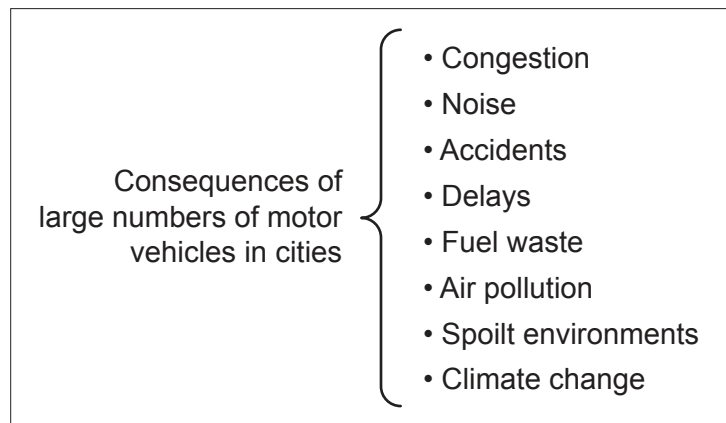 Consequences of
large numbers of motor
vehicles in cities
• Congestion
• Noise
• Accidents
• Delays
• Fuel waste
• Air pollution
• Spoilt environments
• Climate change